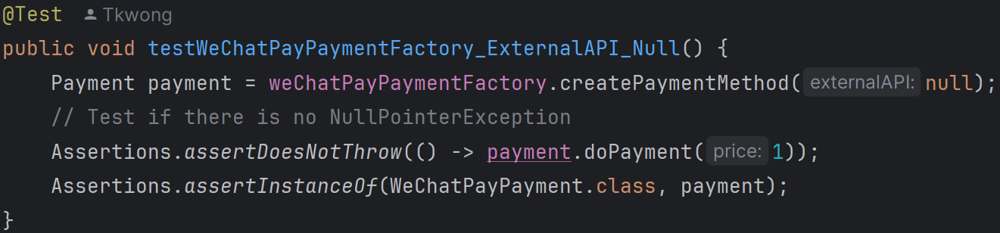 @Test Tkwong
public void testWeChatPayPaymentFactory_ExternalAPI_Null() {
    Payment payment = weChatPayPaymentFactory.createPaymentMethod( externalAPI: null);
    // Test if there is no NullPointerException
    Assertions.assertDoesNotThrow(() -> payment.doPayment( price: 1));
    Assertions.assertInstanceOf(WeChatPayPayment.class, payment);
}